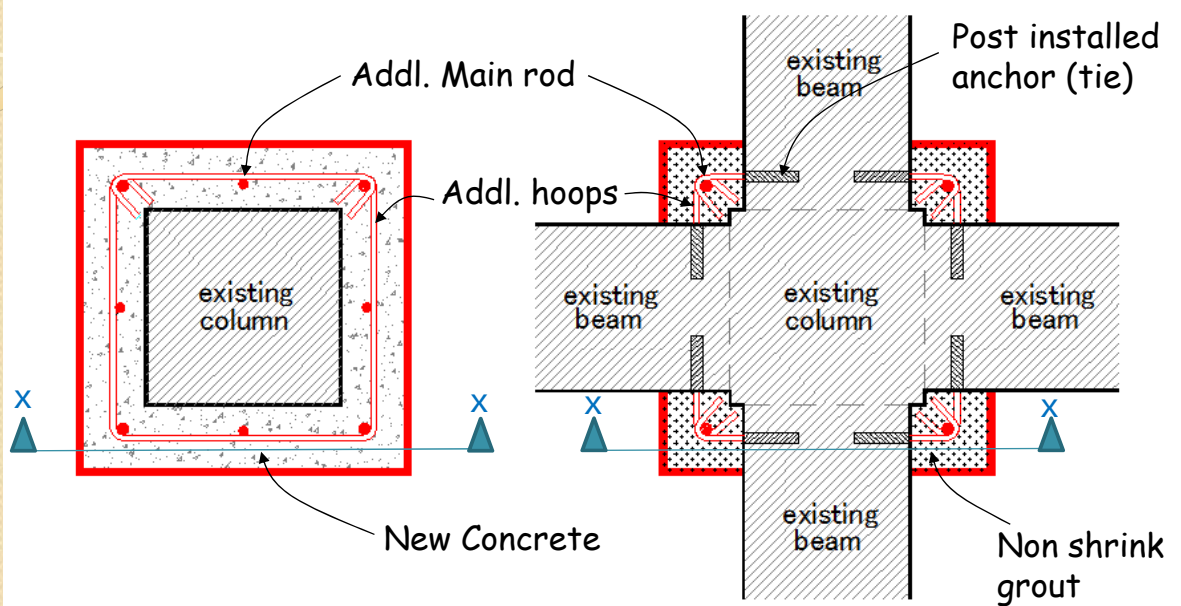 Post installed
anchor (tie)
existing
beam
Addl. Main rod
Addl. hoops
existing
column
existing
beam
existing
column
existing
beam
X
X
X
X
existing
beam
New Concrete
Non shrink
grout